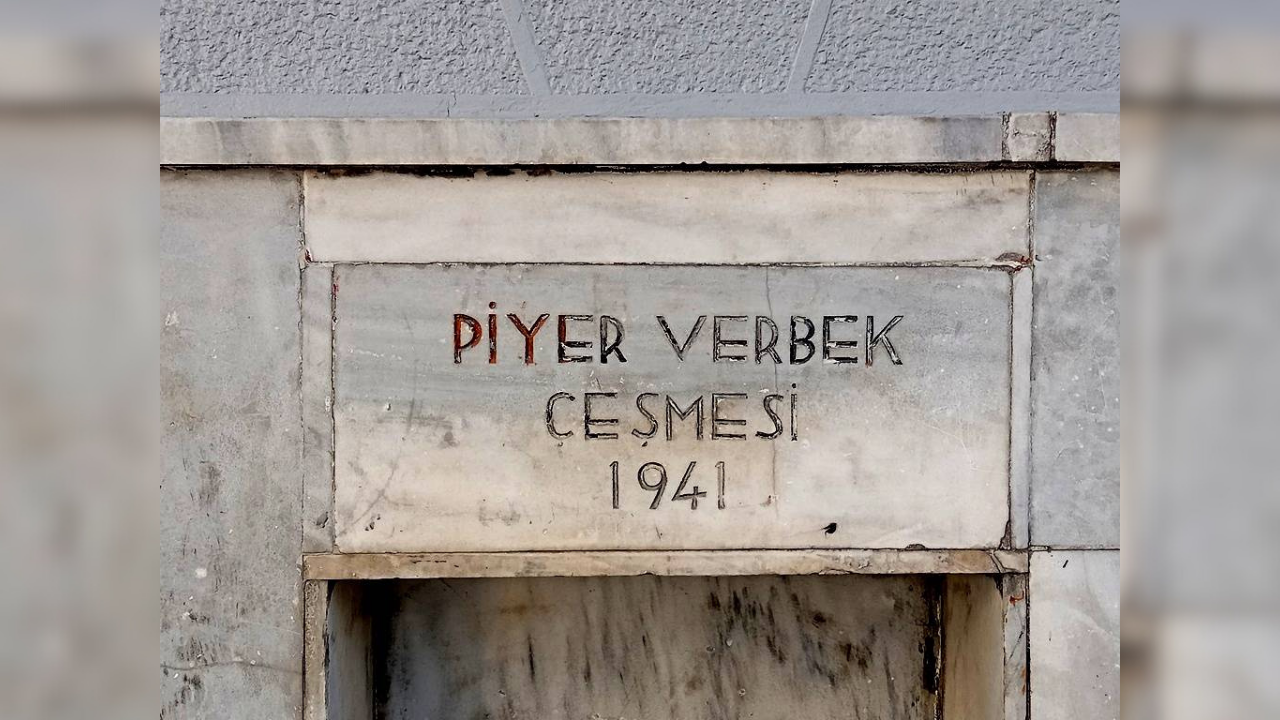 PİYER VERBEK
ÇEŞMESİ
1941